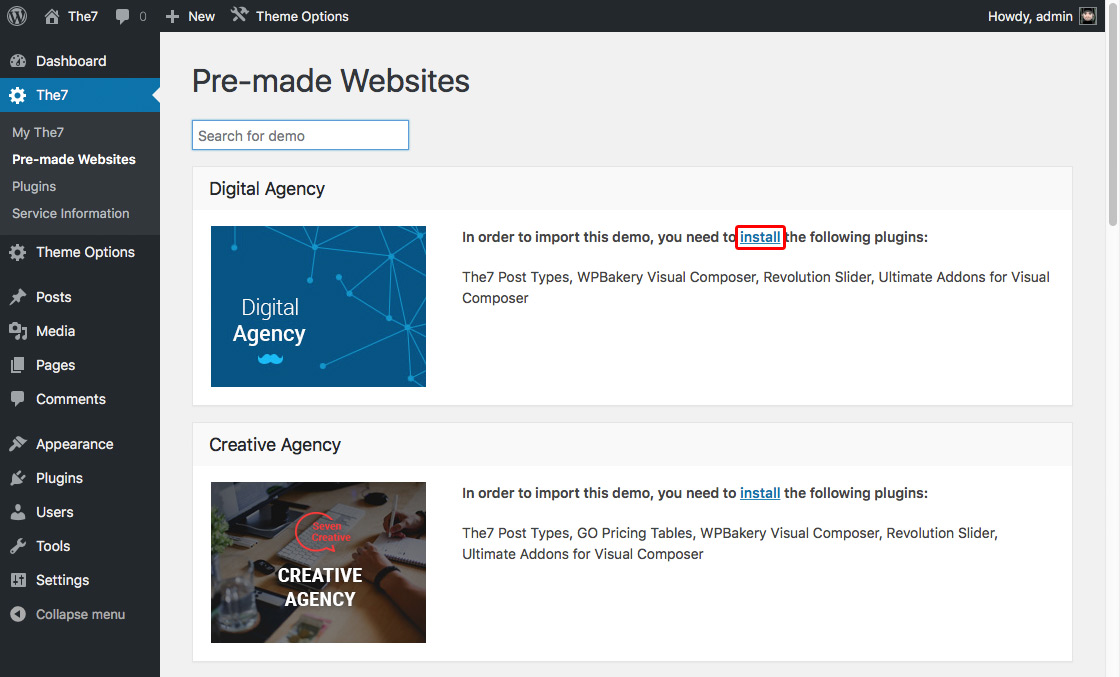 The7 0 New Theme Options Howdy, admin
Dashboard
The7
My The7
Pre-made Websites
Plugins
Service Information
Theme Options
Posts
Media
Pages
Comments
Appearance
Plugins
Users
Tools
Settings
Collapse menu
Pre-made Websites
Search for demo
Digital Agency
Digital
Agency
In order to import this demo, you need to install the following plugins:
The7 Post Types, WPBakery Visual Composer, Revolution Slider, Ultimate Addons for Visual
Composer
Creative Agency
Seven
Creative
CREATIVE
AGENCY
In order to import this demo, you need to install the following plugins:
The7 Post Types, GO Pricing Tables, WPBakery Visual Composer, Revolution Slider,
Ultimate Addons for Visual Composer